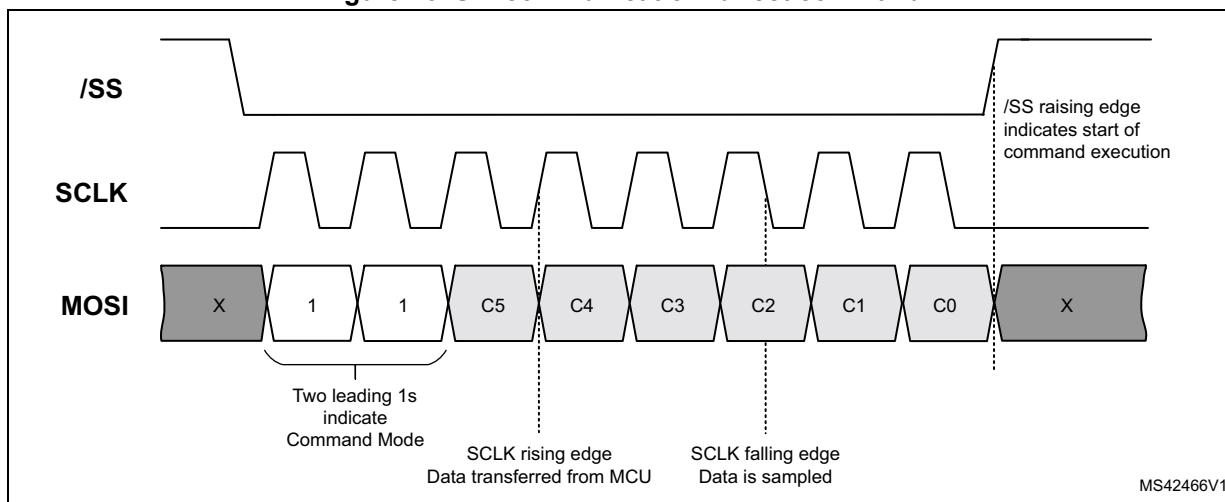 /SS
/SS raising edge
indicates start of
command execution
SCLK
MOSI
X 1 1 C5 C4 C3 C2 C1 C0 X
Two leading 1s
indicate
Command Mode
SCLK rising edge
Data transferred from MCU
SCLK falling edge
Data is sampled
MS42466V1